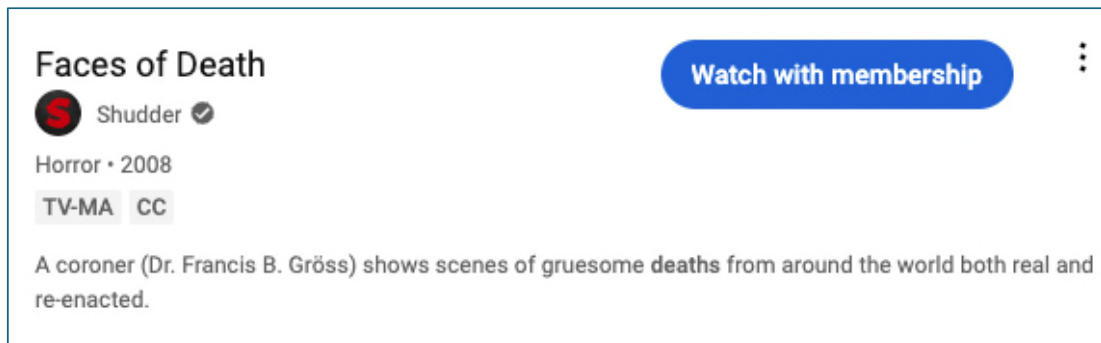 Faces of Death
Watch with membership
S
Shudder
Horror • 2008
TV-MA CC
A coroner (Dr. Francis B. Gröss) shows scenes of gruesome deaths from around the world both real and
re-enacted.